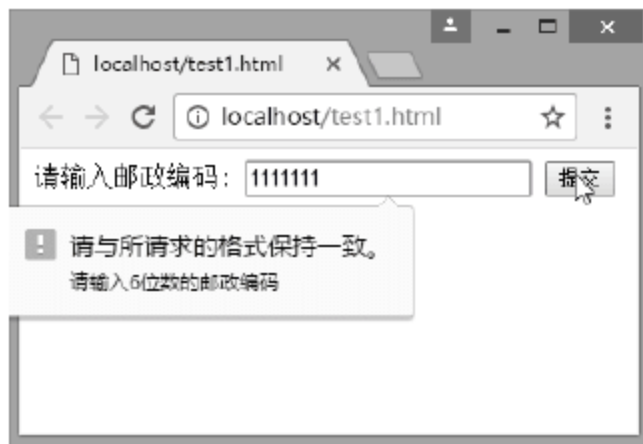 localhost/test1.html
localhost/test1.html
请输入邮政编码： 1111111 提交
请与所请求的格式保持一致。
请输入6位数的邮政编码